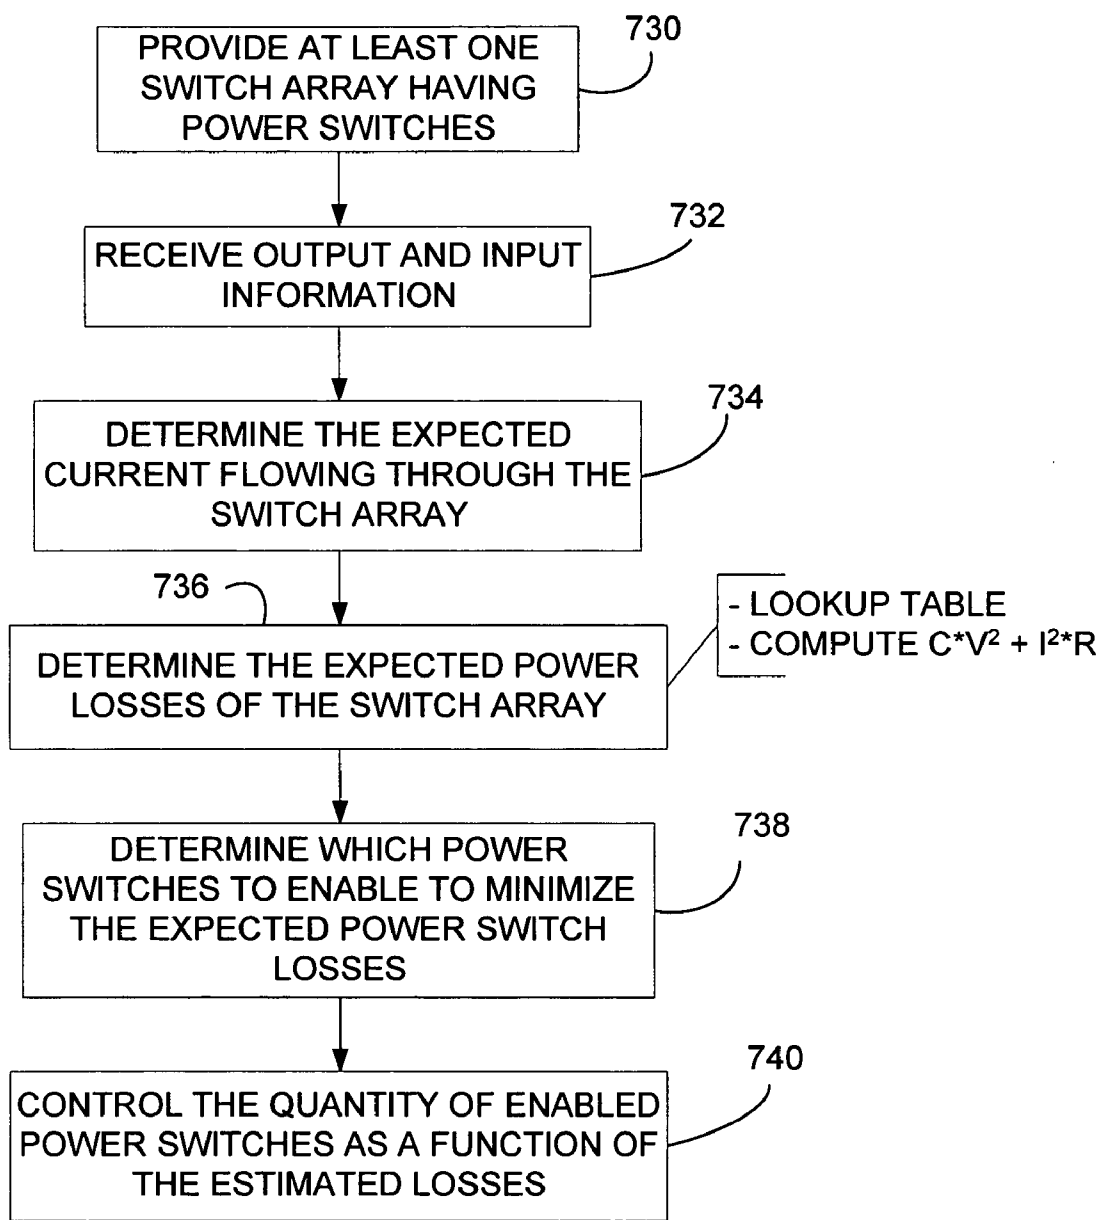 730
PROVIDE AT LEAST ONE
SWITCH ARRAY HAVING
POWER SWITCHES
732
RECEIVE OUTPUT AND INPUT
INFORMATION
734
DETERMINE THE EXPECTED
CURRENT FLOWING THROUGH THE
SWITCH ARRAY
736
DETERMINE THE EXPECTED POWER
LOSSES OF THE SWITCH ARRAY
- LOOKUP TABLE
- COMPUTE C*V² + I²*R
738
DETERMINE WHICH POWER
SWITCHES TO ENABLE TO MINIMIZE
THE EXPECTED POWER SWITCH
LOSSES
740
CONTROL THE QUANTITY OF ENABLED
POWER SWITCHES AS A FUNCTION OF
THE ESTIMATED LOSSES